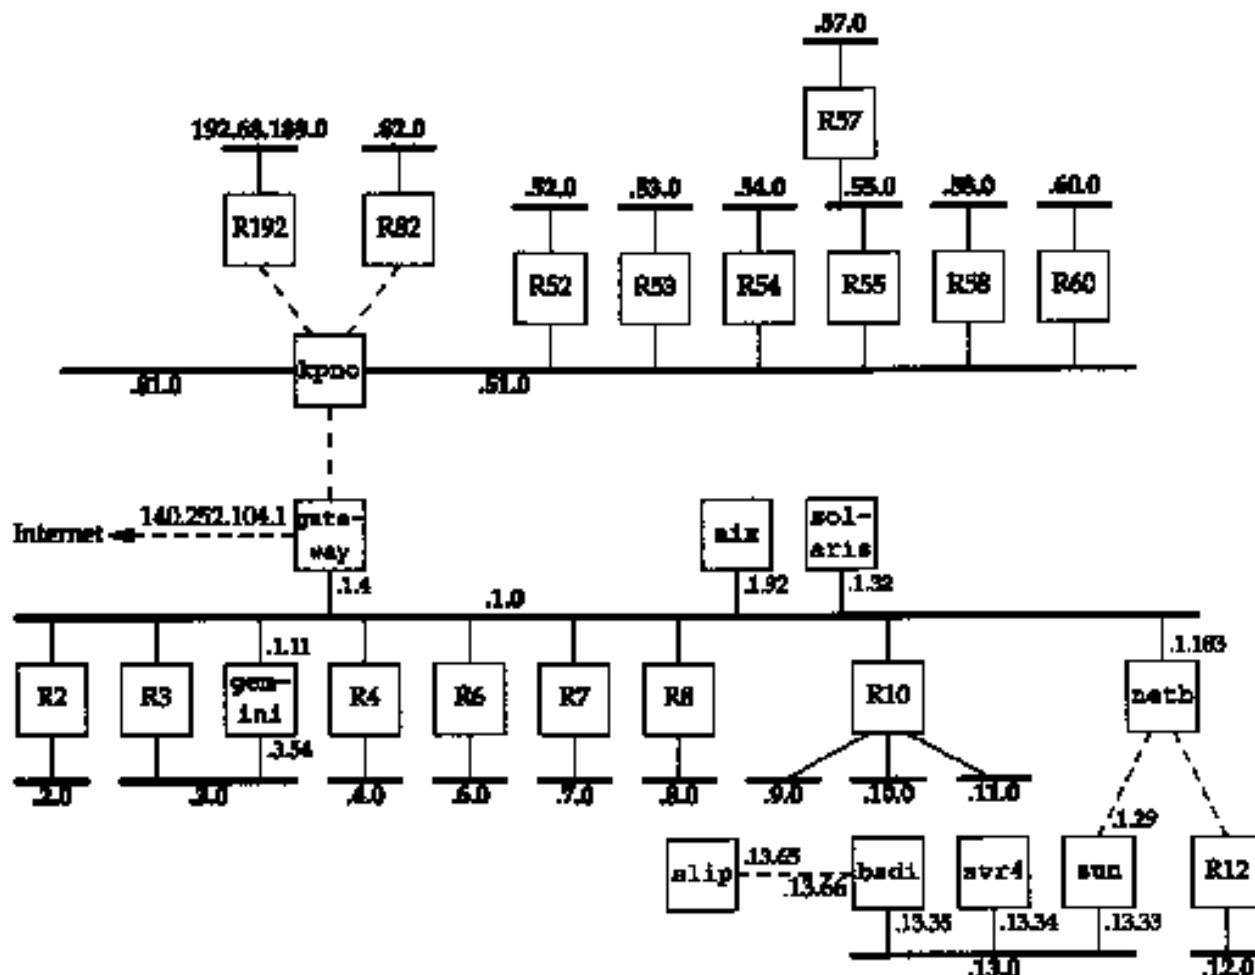 .57.0
R57
192.68.189.0
.82.0
R192
R82
.52.0
.53.0
.54.0
.55.0
.58.0
.60.0
R52
R53
R54
R55
R58
R60
kpno
.81.0
.51.0
140.252.104.1
Internet
gate-
way
aix
sol-
aris
.1.4
.1.92
.1.32
.1.0
.1.11
.1.183
R2
R3
gem-
ini
R4
R6
R7
R8
R10
netb
.3.54
.2.0
.3.0
.4.0
.6.0
.7.0
.8.0
.9.0
.10.0
.11.0
.1.29
slip
.13.65
.13.66
bsdi
svr4
sun
R12
.13.35
.13.34
.13.33
.13.0
.12.0